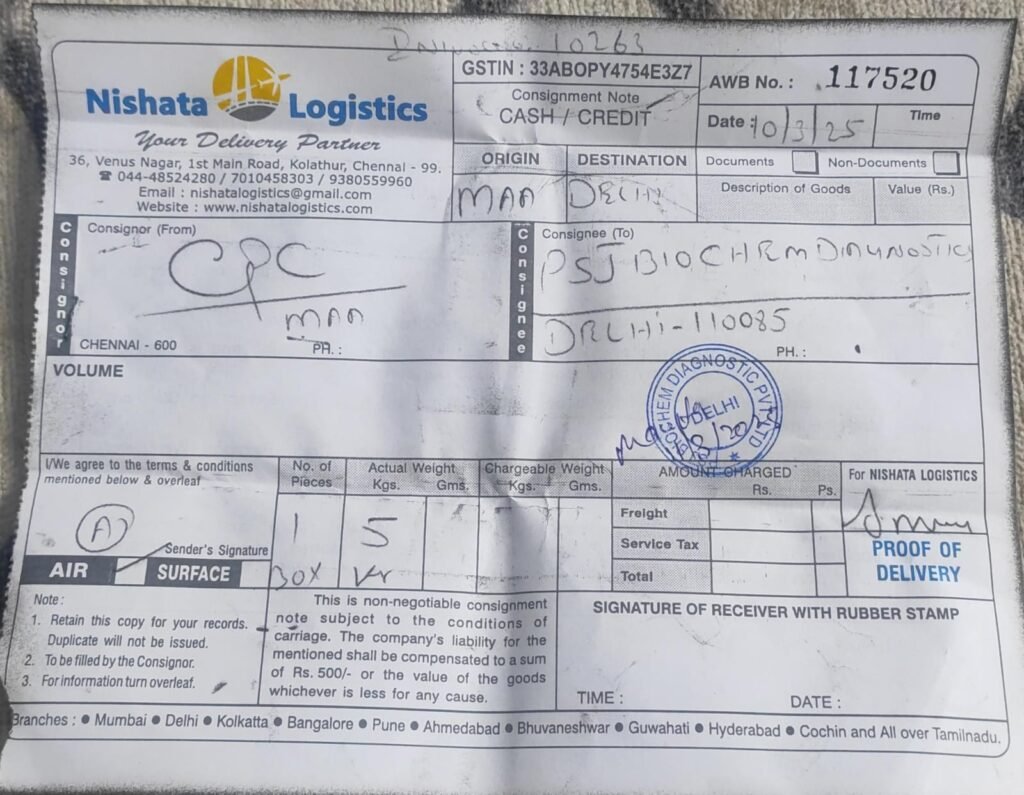 10263
Nishata Logistics
Your Delivery Partner
36, Venus Nagar, 1st Main Road, Kolathur, Chennai - 99.
☎ 044-48524280 / 7010458303 / 9380559960
Email : nishatalogistics@gmail.com
Website : www.nishatalogistics.com
GSTIN : 33ABOPY4754E3Z7
Consignment Note
CASH / CREDIT
AWB No. : 117520
Date : 10/3/25 Time
ORIGIN DESTINATION
MAA DELHI
Documents Non-Documents
Description of Goods Value (Rs.)
Consignor
Consignor (From)
CPC
MAA
CHENNAI - 600 PH. :
Consignee
Consignee (To)
PSJ BIOCHEM DIAGNOSTICS
DELHI-110085
PH. :
VOLUME
BIOCHEM DIAGNOSTIC PVT LTD
DELHI
I/We agree to the terms & conditions
mentioned below & overleaf
A
Sender's Signature
AIR SURFACE
No. of Pieces
1
BOX
Actual Weight
Kgs. Gms.
5
Chargeable Weight
Kgs. Gms.
AMOUNT CHARGED
Rs. Ps.
Freight
Service Tax
Total
For NISHATA LOGISTICS
PROOF OF
DELIVERY
Note :
1. Retain this copy for your records.
Duplicate will not be issued.
2. To be filled by the Consignor.
3. For information turn overleaf.
This is non-negotiable consignment
note subject to the conditions of
carriage. The company's liability for the
mentioned shall be compensated to a sum
of Rs. 500/- or the value of the goods
whichever is less for any cause.
SIGNATURE OF RECEIVER WITH RUBBER STAMP
TIME : DATE :
Branches : ● Mumbai ● Delhi ● Kolkatta ● Bangalore ● Pune ● Ahmedabad ● Bhuvaneshwar ● Guwahati ● Hyderabad ● Cochin and All over Tamilnadu.